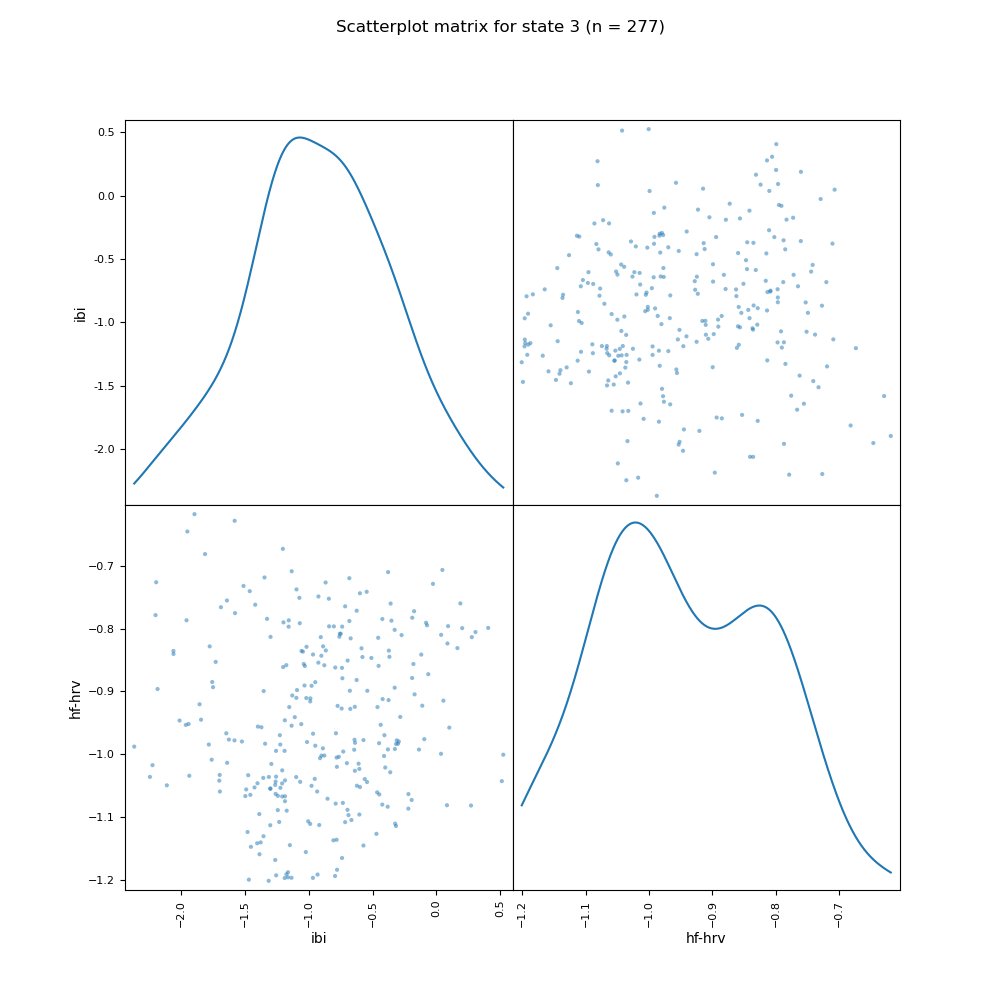 Scatterplot matrix for state 3 (n = 277)
0.5
0.0
-0.5
-1.0
-1.5
-2.0
ibi
−0.7
−0.8
−0.9
−1.0
−1.1
−1.2
hf-hrv
−2.0 −1.5 −1.0 −0.5 0.0 0.5
−1.2 −1.1 −1.0 −0.9 −0.8 −0.7
ibi
hf-hrv